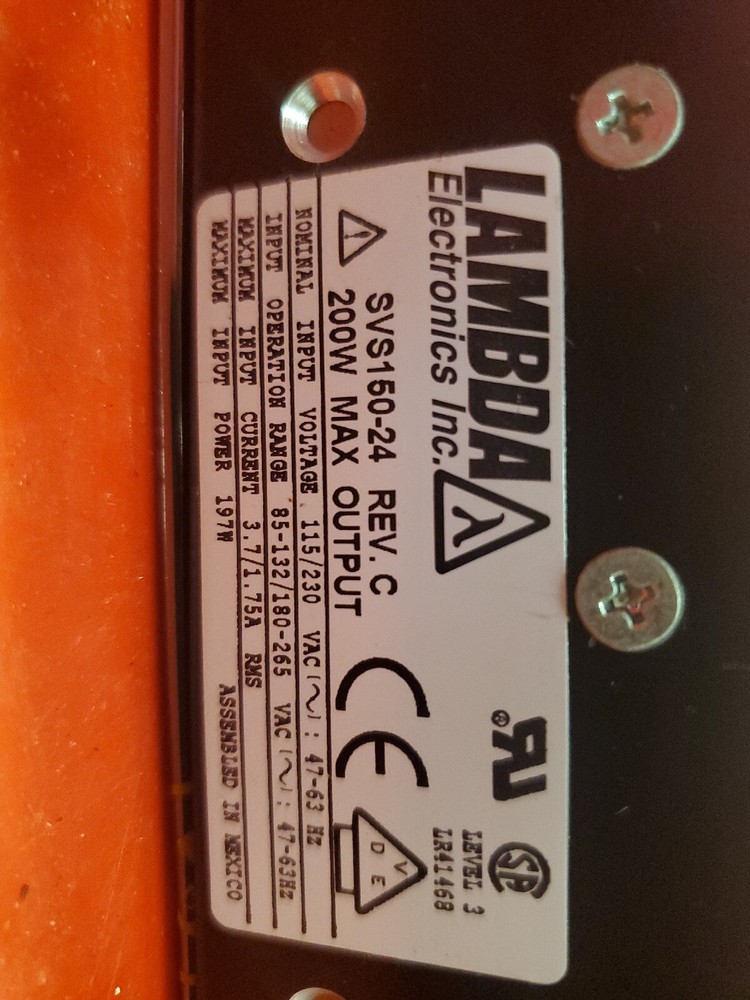 LAMBDA
Electronics Inc.
LEVEL 3
LR41468
SVS150-24 REV. C
200W MAX OUTPUT
VDE
NOMINAL INPUT VOLTAGE 115/230 VAC(~): 47-63 Hz
INPUT OPERATION RANGE 85-132/180-265 VAC(~): 47-63Hz
MAXIMUM INPUT CURRENT 3.7/1.75A RMS
MAXIMUM INPUT POWER 197W ASSEMBLED IN MEXICO